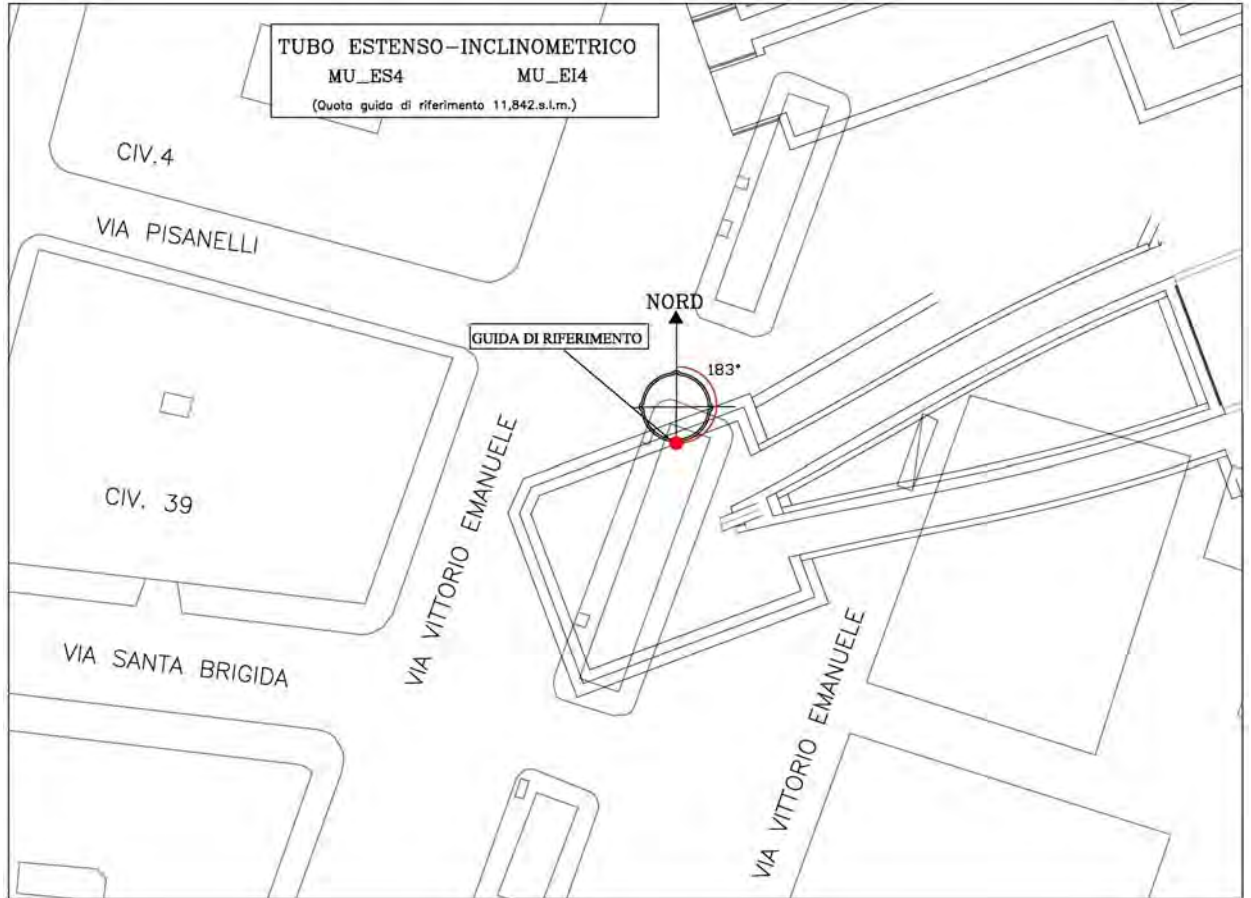 TUBO ESTENSO-INCLINOMETRICO
MU_ES4 MU_EI4
(Quota guida di riferimento 11,842.s.l.m.)
CIV.4
VIA PISANELLI
NORD
GUIDA DI RIFERIMENTO
183°
CIV. 39
VIA VITTORIO EMANUELE
VIA SANTA BRIGIDA
VIA VITTORIO EMANUELE